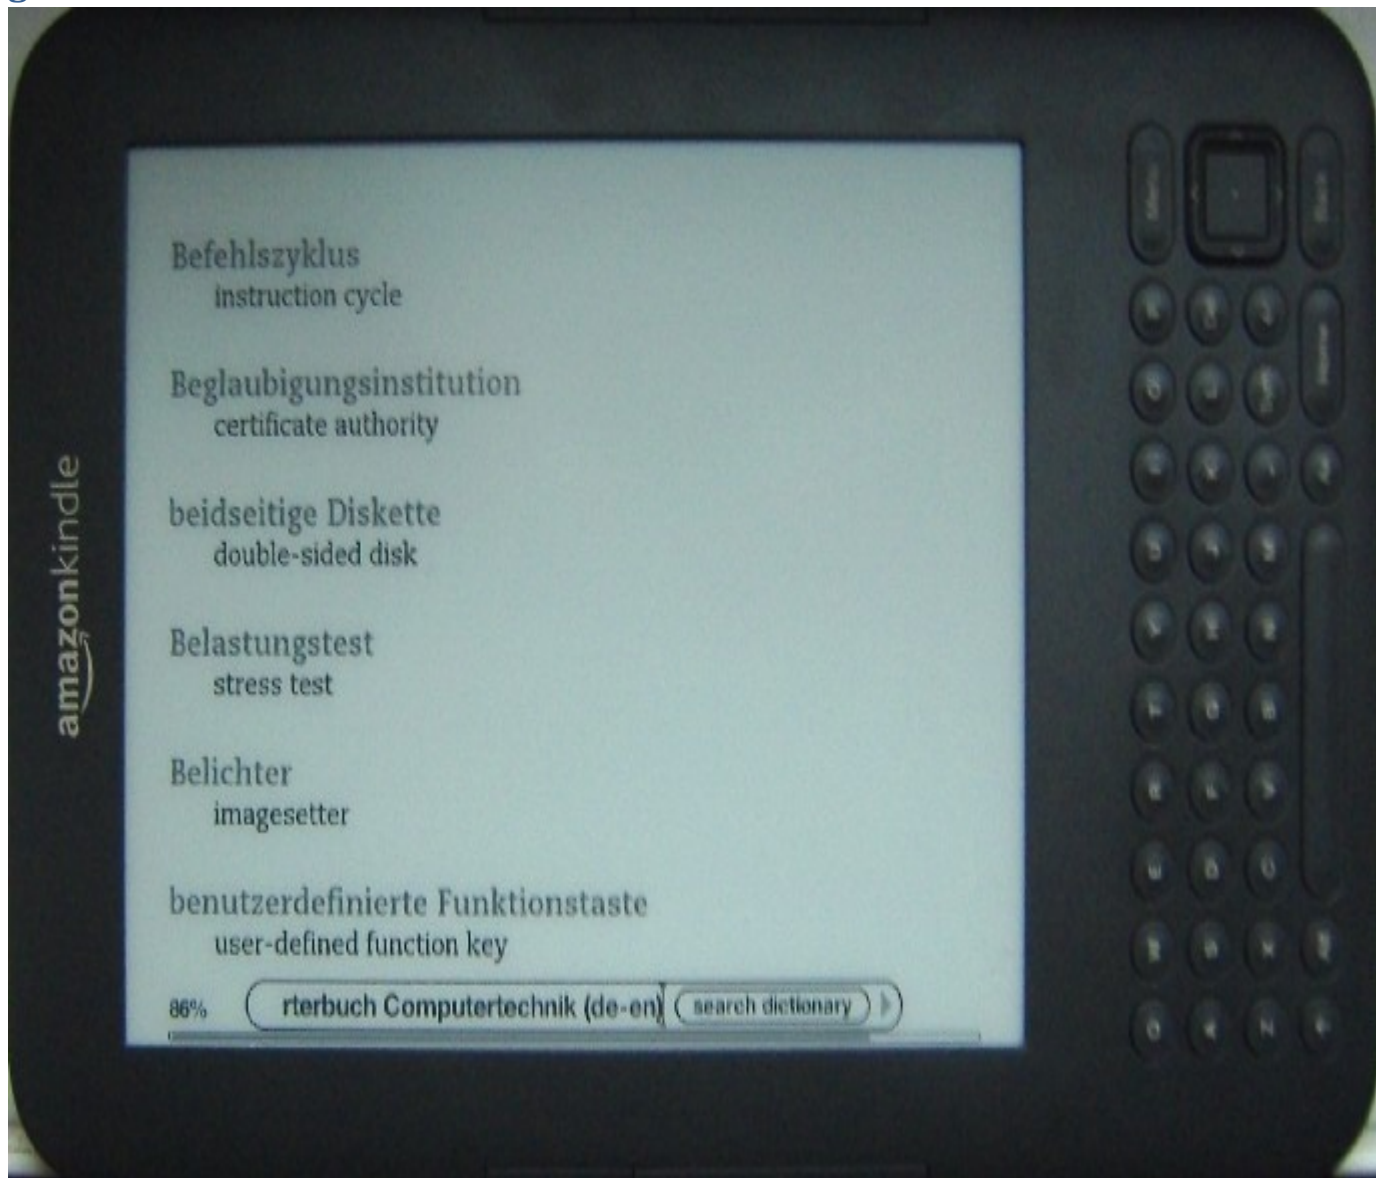 Befehlszyklus
instruction cycle
Beglaubigungsinstitution
certificate authority
beidseitige Diskette
double-sided disk
Belastungstest
stress test
Belichter
imagesetter
benutzerdefinierte Funktionstaste
user-defined function key
86% rterbuch Computertechnik (de-en) search dictionary
amazonkindle